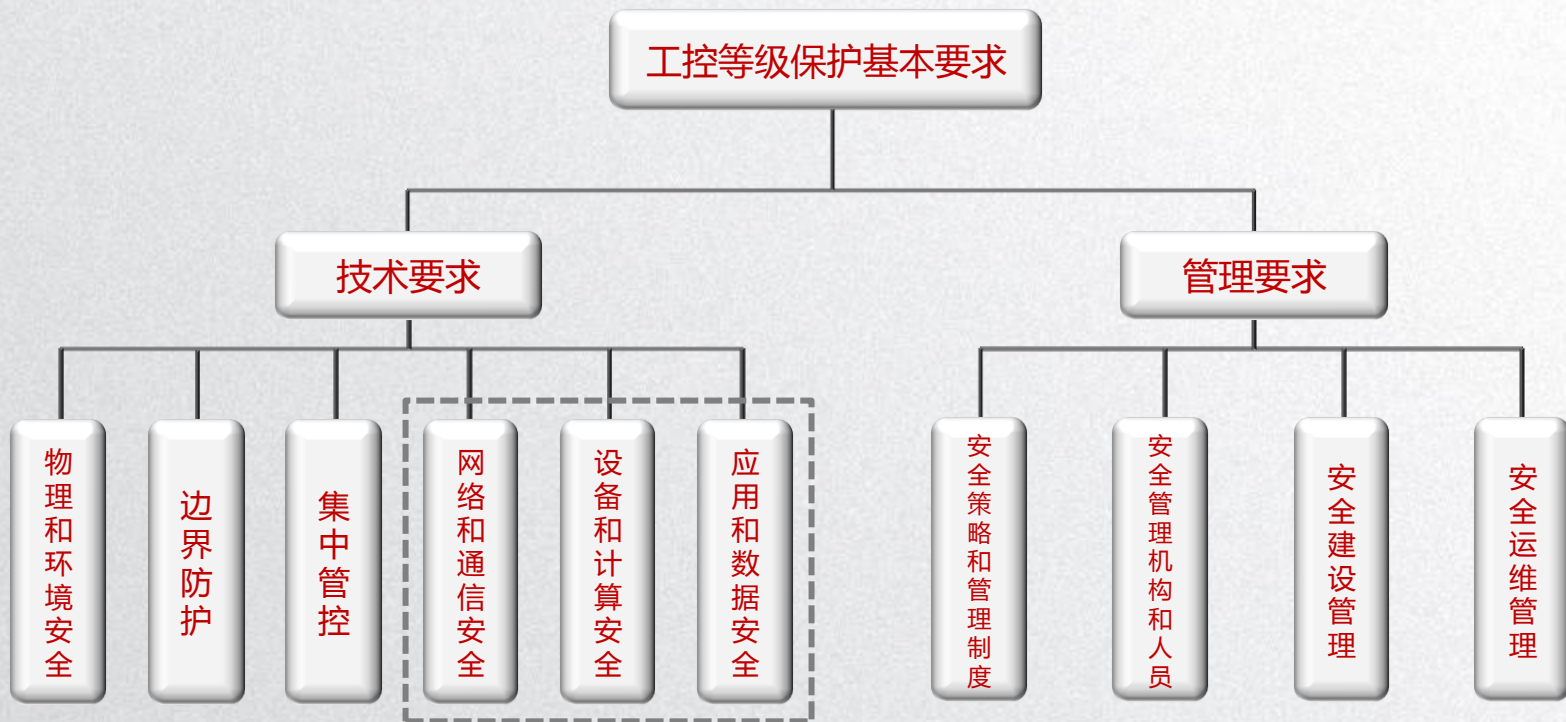 工控等级保护基本要求
技术要求
管理要求
物理和环境安全
边界防护
集中管控
网络和通信安全
设备和计算安全
应用和数据安全
安全策略和管理制度
安全管理机构和人员
安全建设管理
安全运维管理